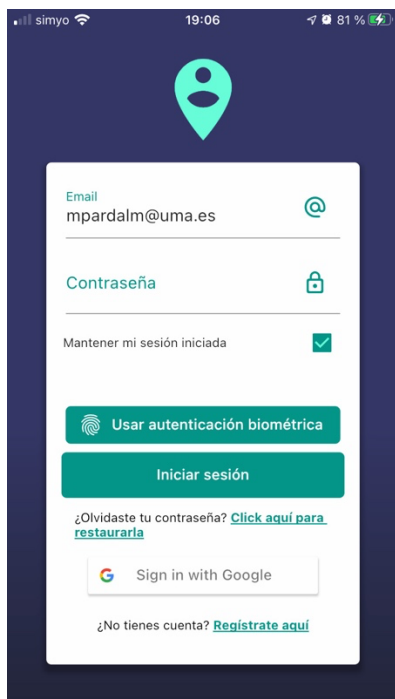 simyo 19:06 81 %
Email
mpardalm@uma.es
Contraseña
Mantener mi sesión iniciada
Usar autenticación biométrica
Iniciar sesión
¿Olvidaste tu contraseña? Click aquí para
restaurarla
G Sign in with Google
¿No tienes cuenta? Regístrate aquí